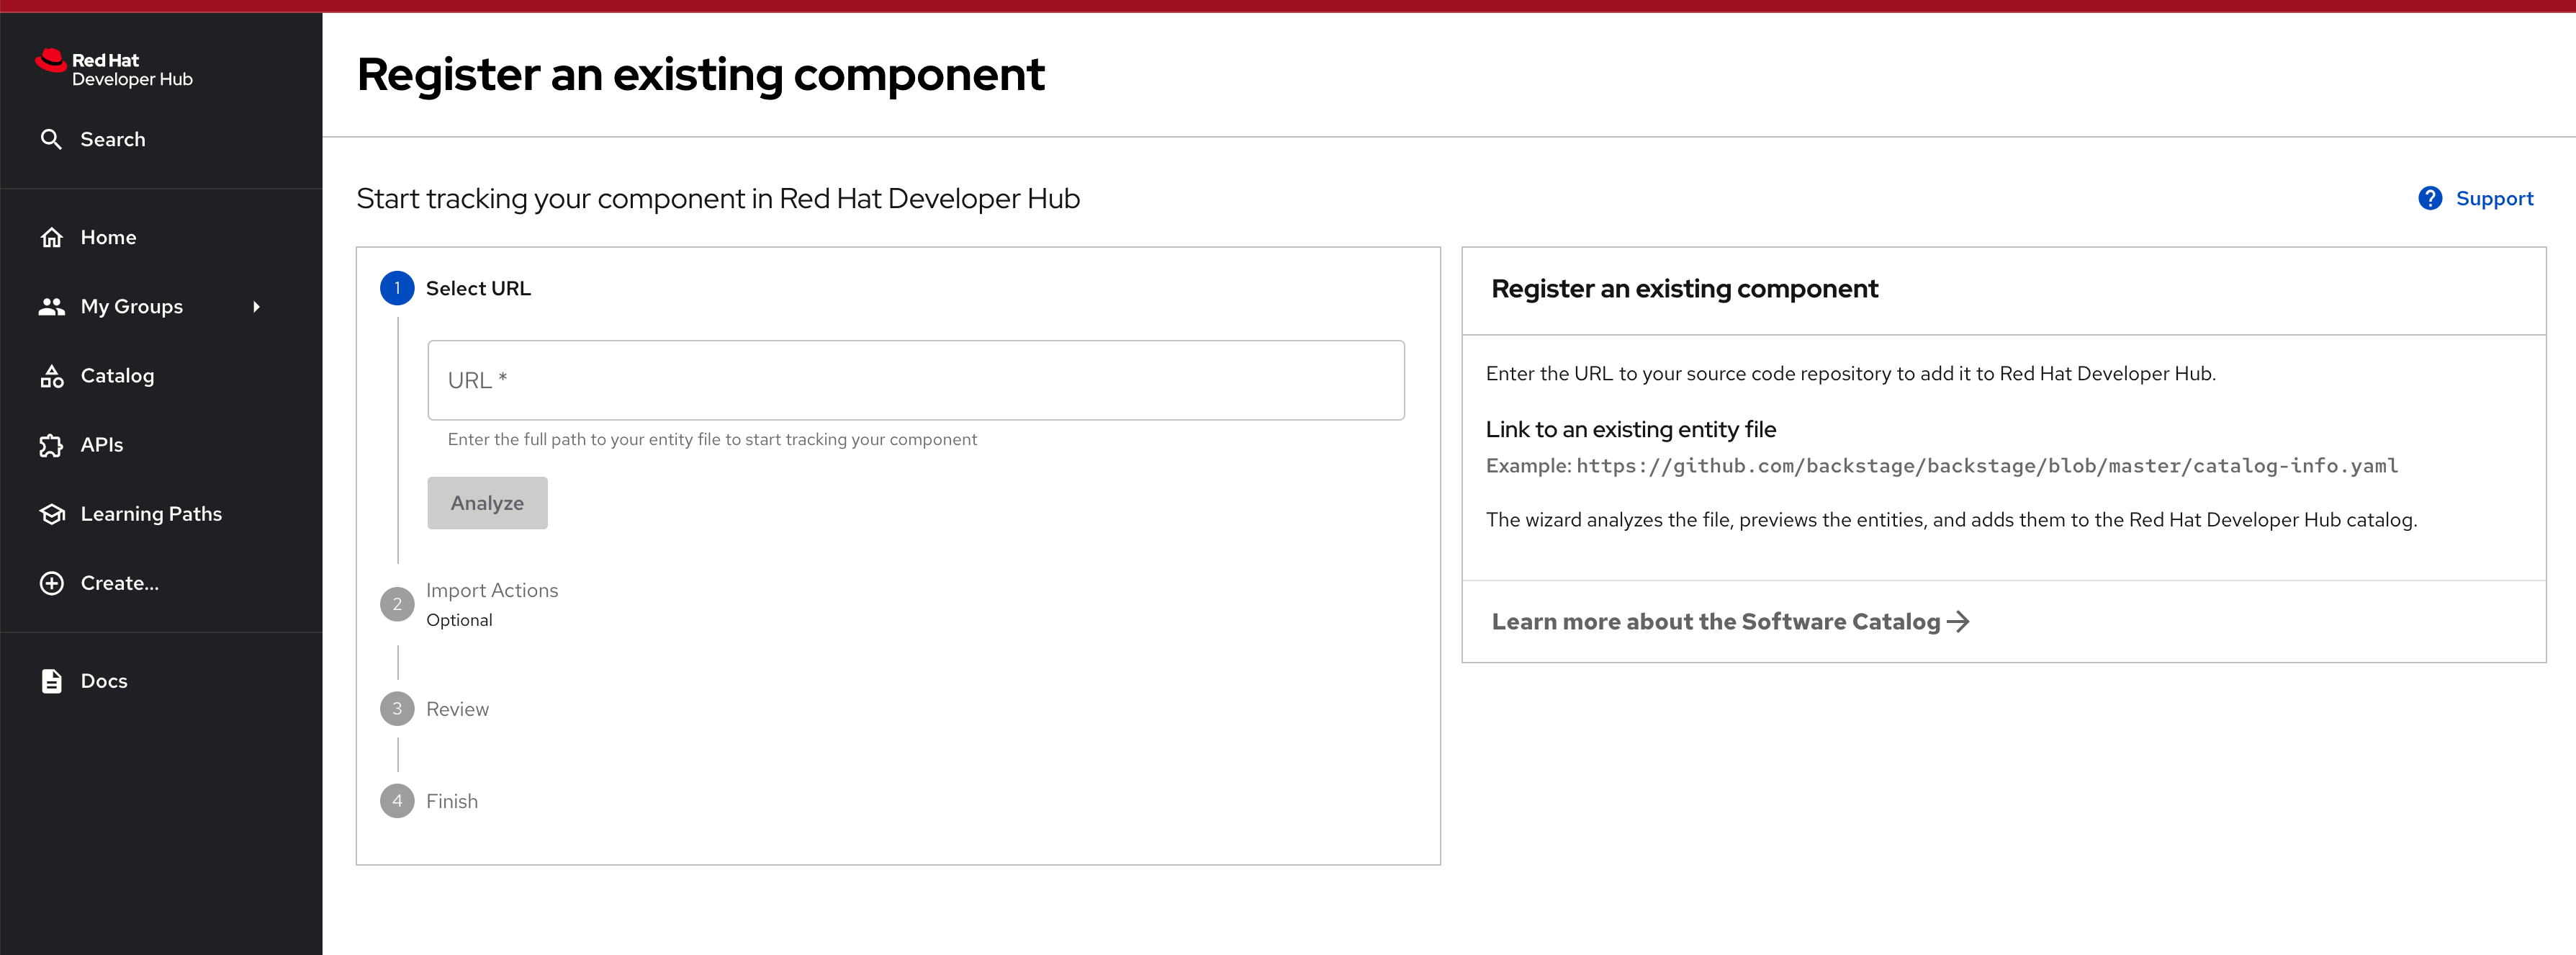 Red Hat
Developer Hub
Search
Home
My Groups
Catalog
APIs
Learning Paths
Create...
Docs
Register an existing component
Start tracking your component in Red Hat Developer Hub
Support
1 Select URL
URL *
Enter the full path to your entity file to start tracking your component
Analyze
2 Import Actions
Optional
3 Review
4 Finish
Register an existing component
Enter the URL to your source code repository to add it to Red Hat Developer Hub.
Link to an existing entity file
Example: https://github.com/backstage/backstage/blob/master/catalog-info.yaml
The wizard analyzes the file, previews the entities, and adds them to the Red Hat Developer Hub catalog.
Learn more about the Software Catalog